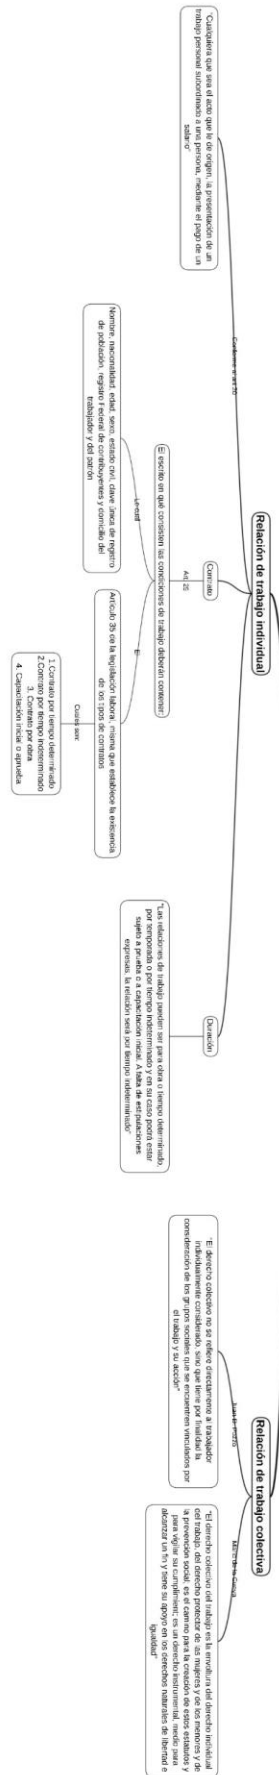 Relación de trabajo individual
Conforme al art 20
"Cualquiera que sea el acto que le de origen, la presentación de un
trabajo personal subordinado a una persona, mediante el pago de un
salario"
Contrato
Art. 25
El escrito en qué consisten las condiciones de trabajo deberán contener:
Nombre, nacionalidad, edad, sexo, estado civil, clave única de registro
de población, registro Federal de contribuyentes y domicilio del
trabajador y del patrón
El
Artículo 35 de la legislación laboral, misma que establece la existencia
de los tipos de contratos
Cuales son:
1.Contrato por tiempo determinado
2.Contrato por tiempo indeterminado
3. Contrato por obra
4. Capacitación inicial o aprueba
Duración
"Las relaciones de trabajo pueden ser para obra o tiempo determinado,
por temporada o por tiempo indeterminado y en su caso podrá estar
sujeto a prueba o a capacitación inicial. A falta de estipulaciones
expresas, la relación será por tiempo indeterminado"
Relación de trabajo colectiva
Juan D. Pozzo
"El derecho colectivo no se refiere directamente al trabajador
individualmente considerado, sino que tiene por finalidad la
consideración de los grupos sociales que se encuentren vinculados por
el trabajo y su acción"
Mario de la Cueva
"El derecho colectivo del trabajo es la envoltura del derecho individual
del trabajo, del derecho protector de las mujeres y de los menores y de
la prevención social; es el camino para la creación de estos estatutos y
para vigilar su cumplimient; es un derecho instrumental, medio para
alcanzar un fin y tiene su apoyo en los derechos naturales de libertad e
igualdad"